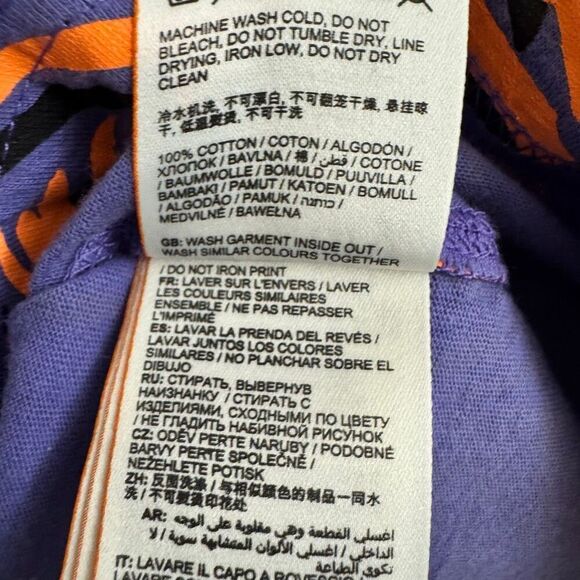 MACHINE WASH COLD, DO NOT
BLEACH, DO NOT TUMBLE DRY, LINE
DRYING, IRON LOW, DO NOT DRY
CLEAN
冷水机洗, 不可漂白, 不可翻笼干燥, 悬挂晾
干, 低温熨烫, 不可干洗
100% COTTON / COTON / ALGODÓN /
ХЛОПОК / BAVLNA / 棉 / قطن / COTONE
/ BAUMWOLLE / BOMULD / PUUVILLA /
BAMBAKI / PAMUT / KATOEN / BOMULL
/ ALGODÃO / PAMUK / כותנה /
MEDVILNĖ / BAWEŁNA
GB: WASH GARMENT INSIDE OUT /
WASH SIMILAR COLOURS TOGETHER
/ DO NOT IRON PRINT
FR: LAVER SUR L'ENVERS / LAVER
LES COULEURS SIMILAIRES
ENSEMBLE / NE PAS REPASSER
L'IMPRIMÉ
ES: LAVAR LA PRENDA DEL REVÉS /
LAVAR JUNTOS LOS COLORES
SIMILARES / NO PLANCHAR SOBRE EL
DIBUJO
RU: СТИРАТЬ, ВЫВЕРНУВ
НАИЗНАНКУ / СТИРАТЬ С
ИЗДЕЛИЯМИ, СХОДНЫМИ ПО ЦВЕТУ
/ НЕ ГЛАДИТЬ НАБИВНОЙ РИСУНОК
/ CZ: ODĚV PERTE NARUBY / PODOBNÉ
BARVY PERTE SPOLEČNĚ /
NEŽEHLETE POTISK
ZH: 反面洗涤 / 与相似颜色的制品一同水
洗 / 不可熨烫印花处
AR: اغسلي القطعة وهي مقلوبة على الوجه
الداخلي / اغسلي الألوان المتشابهة سوية / لا
تكوى الطباعة
IT: LAVARE IL CAPO A ROVESCIO /